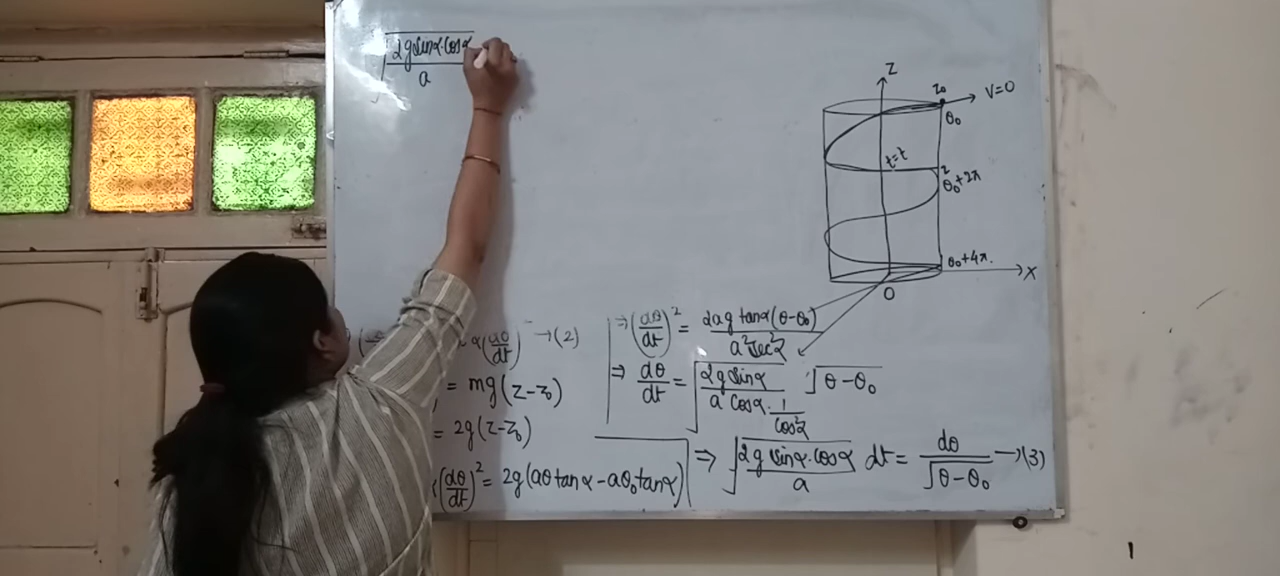 √(2g sinα·cosα / a)
Z
z₀
V=0
θ₀
t=t
z
θ₀+2π
θ₀+4π.
X
O
α(aθ/dt)² →(2)
= mg(z-z₀)
= 2g(z-z₀)
(dθ/dt)² = 2g(aθ tanα - aθ₀ tanα)
⇒ (dθ/dt)² = 2ag tanα(θ-θ₀) / a² sec²α
⇒ dθ/dt = √(2g sinα / a cosα · 1/cos²α) √(θ-θ₀)
⇒ √(2g sinα·cosα / a) dt = dθ / √(θ-θ₀) →(3)